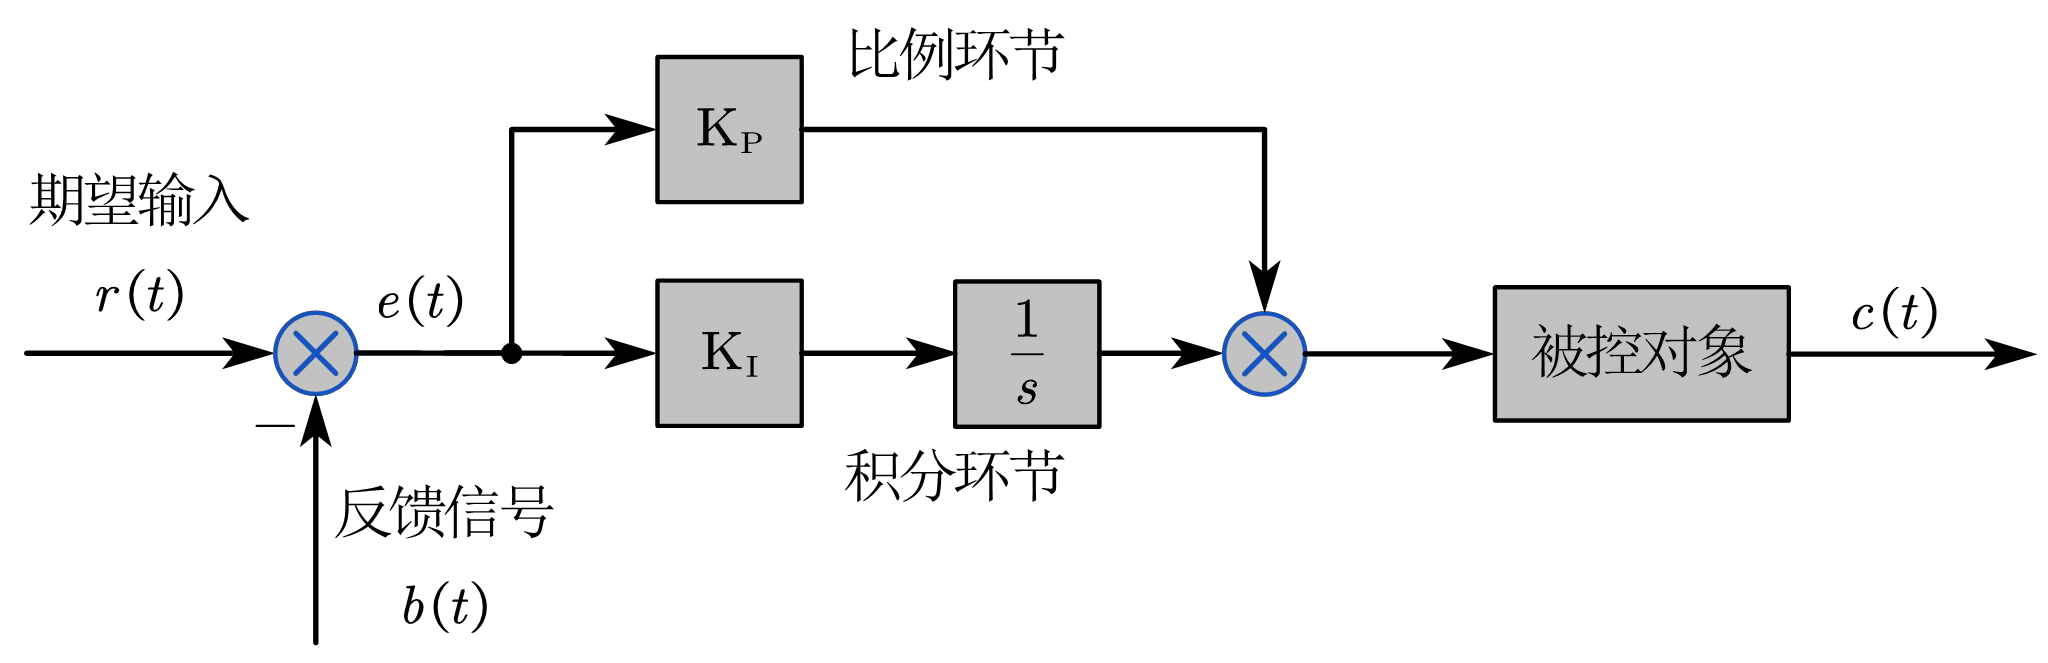 比例环节
K_P
期望输入
r(t)
e(t)
K_I
1/s
被控对象
c(t)
−
积分环节
反馈信号
b(t)